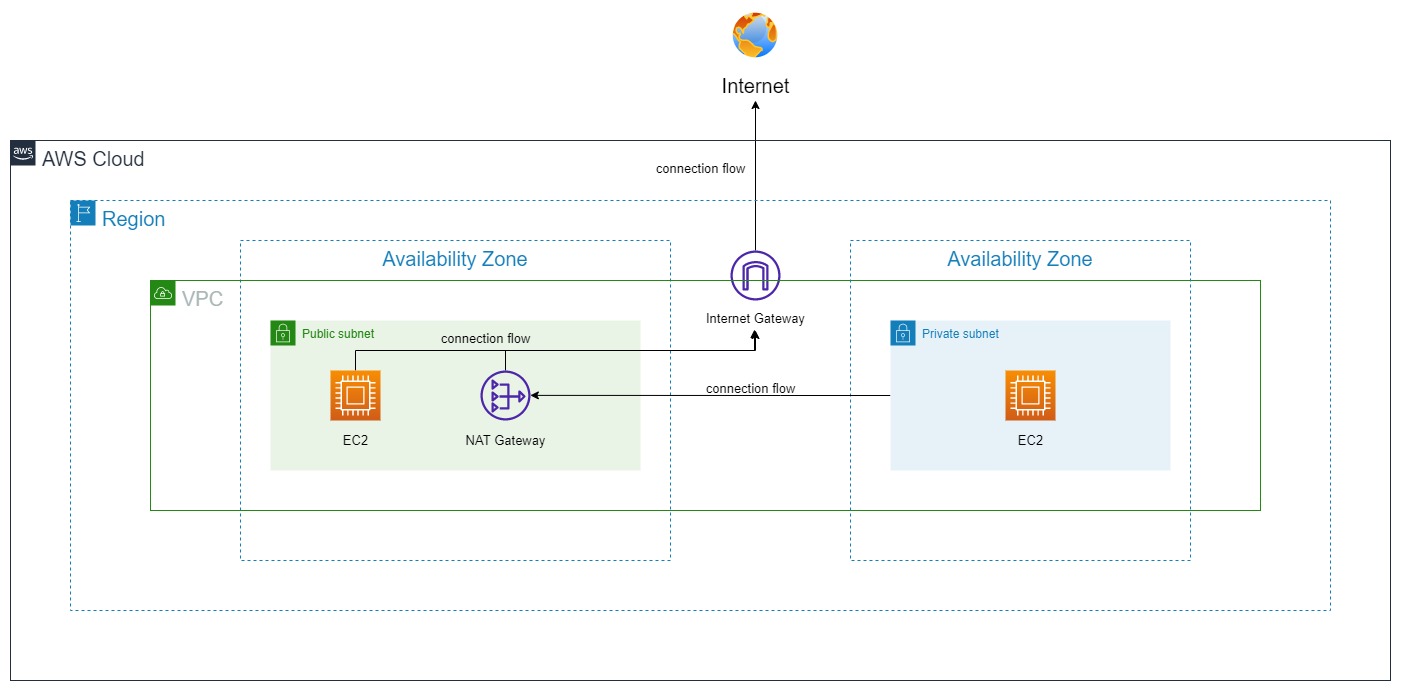 Internet
aws
AWS Cloud
connection flow
Region
Availability Zone
Availability Zone
VPC
Internet Gateway
Public subnet
connection flow
Private subnet
connection flow
EC2
NAT Gateway
EC2